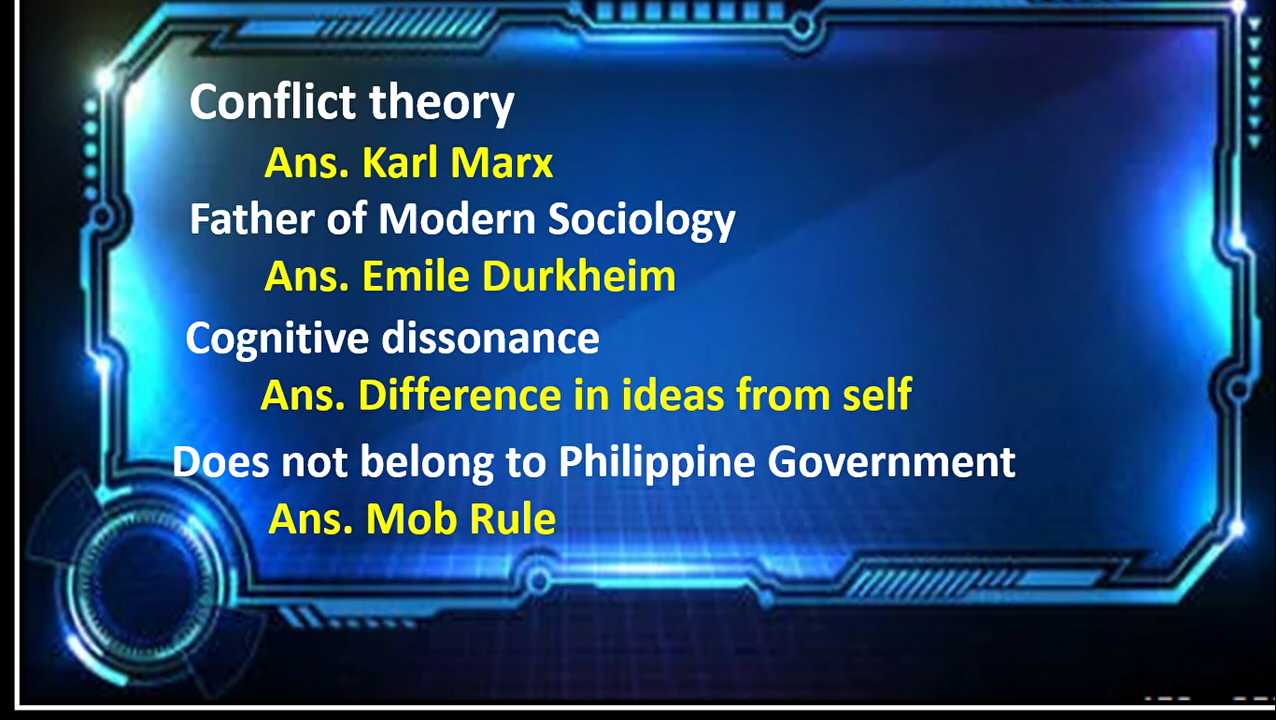 Conflict theory
Ans. Karl Marx
Father of Modern Sociology
Ans. Emile Durkheim
Cognitive dissonance
Ans. Difference in ideas from self
Does not belong to Philippine Government
Ans. Mob Rule